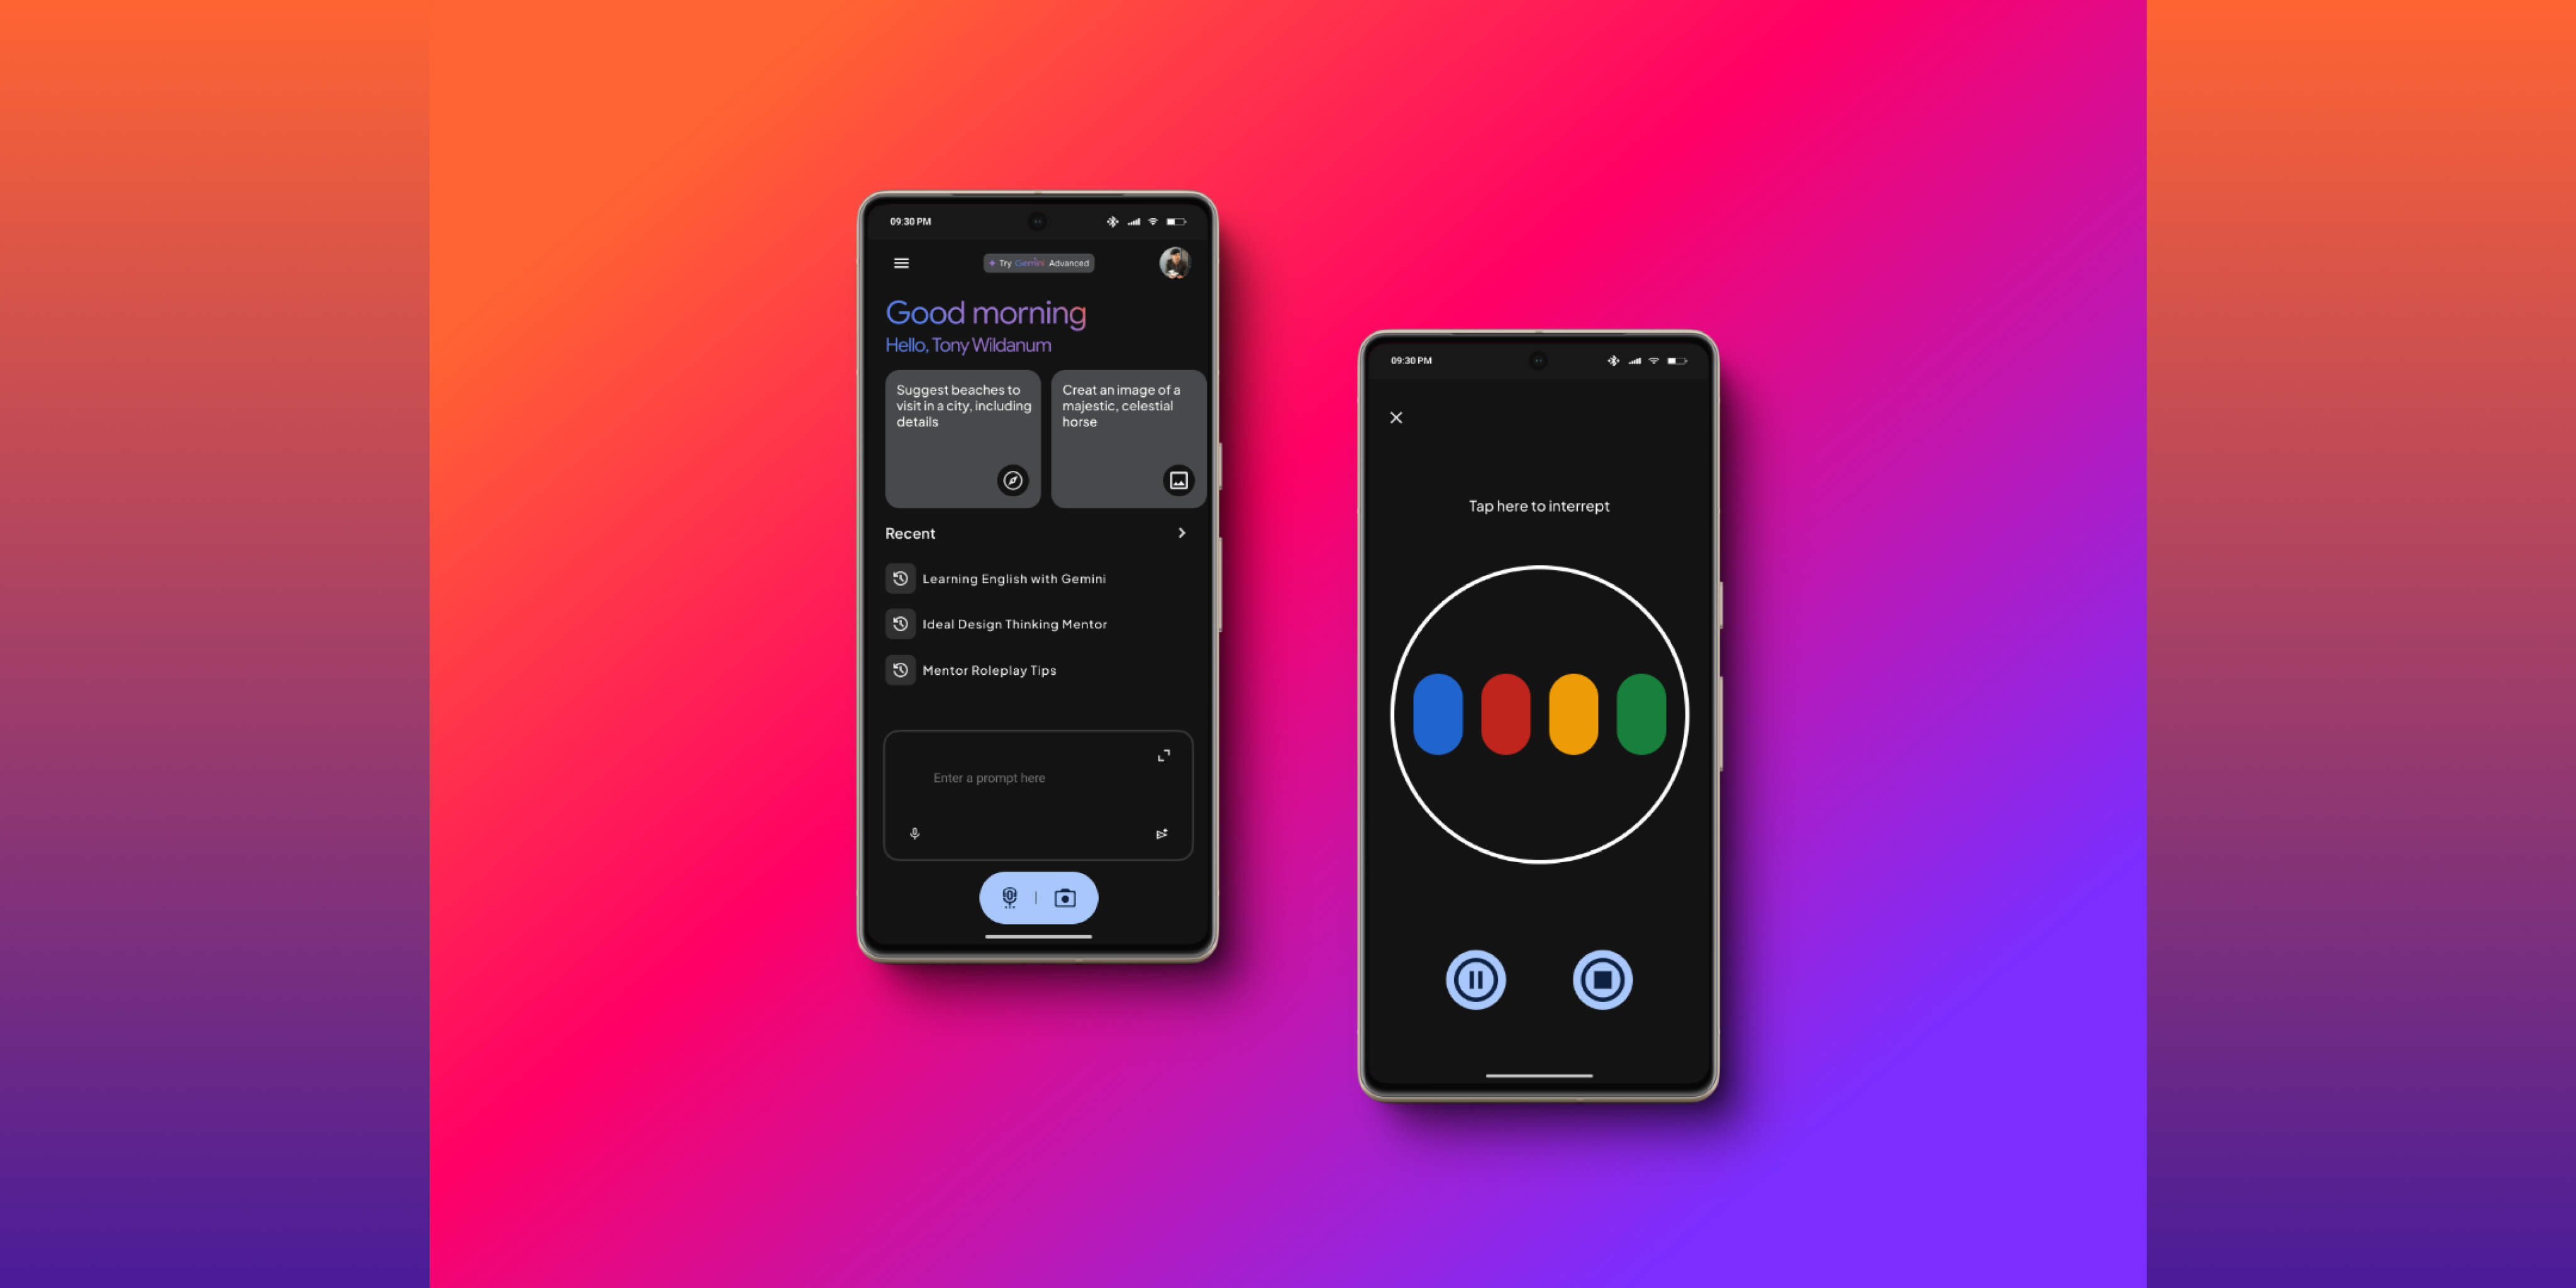 09:30 PM
Try Gemini Advanced
Good morning
Hello, Tony Wildanum
Suggest beaches to
visit in a city, including
details
Creat an image of a
majestic, celestial
horse
Recent
Learning English with Gemini
Ideal Design Thinking Mentor
Mentor Roleplay Tips
Enter a prompt here
09:30 PM
Tap here to interrept